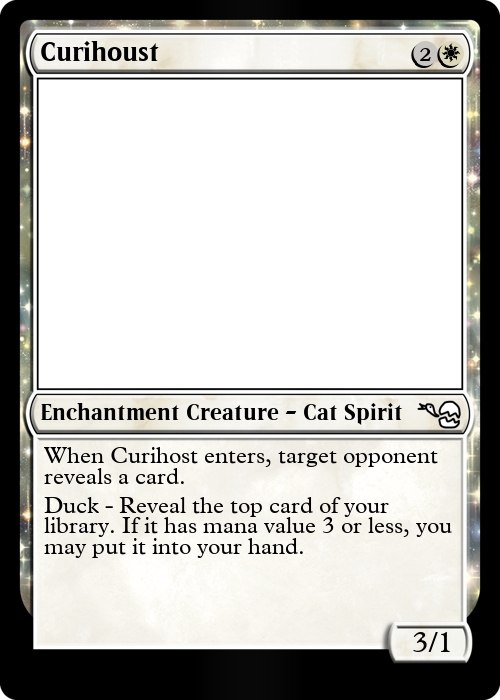 Curihoust
2
Enchantment Creature – Cat Spirit
When Curihost enters, target opponent
reveals a card.
Duck - Reveal the top card of your
library. If it has mana value 3 or less, you
may put it into your hand.
3/1